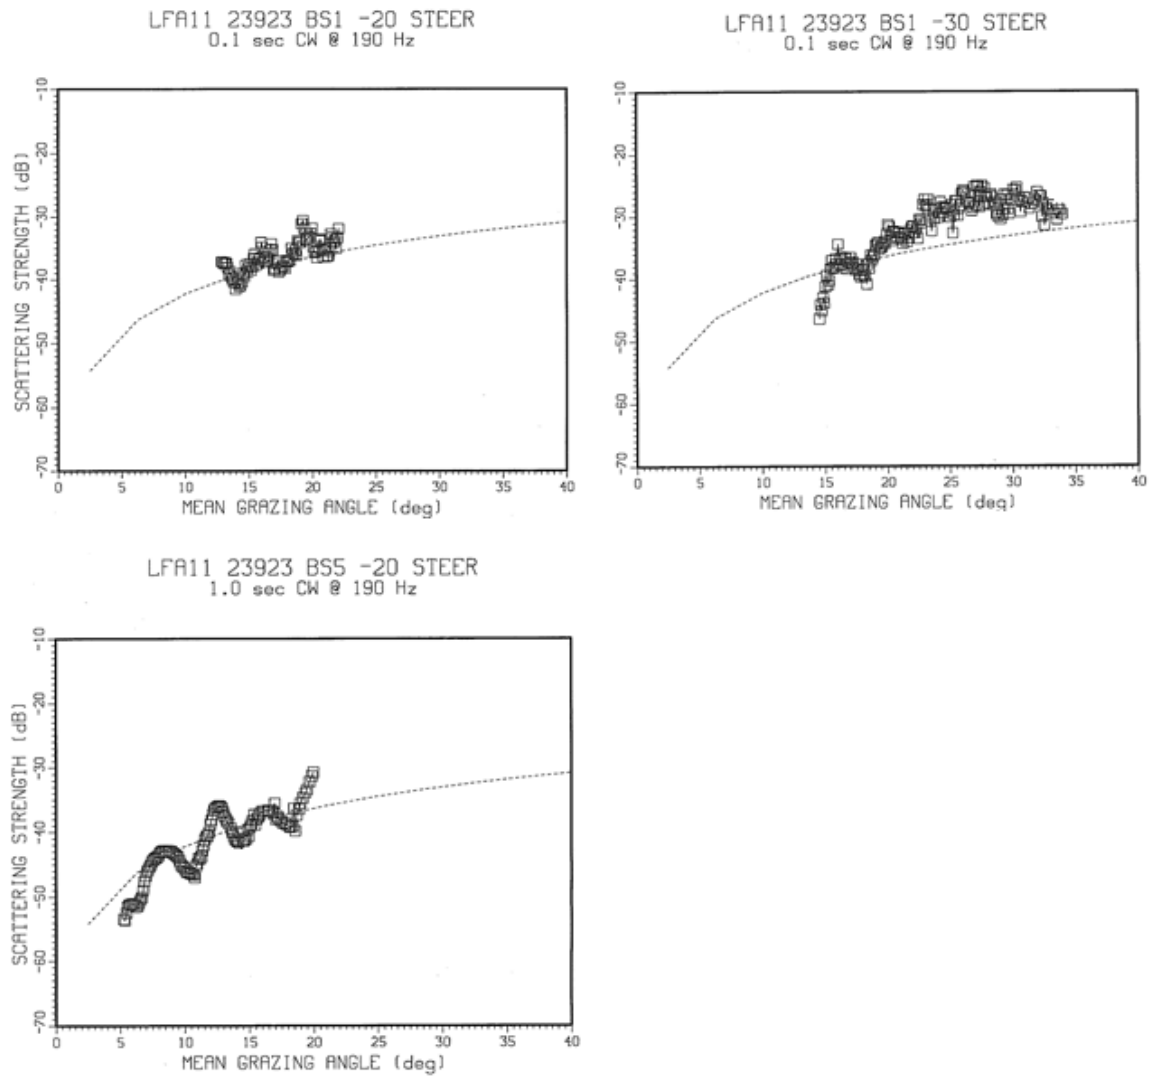 LFA11 23923 BS1 -20 STEER
0.1 sec CW @ 190 Hz
SCATTERING STRENGTH (dB)
-10
-20
-30
-40
-50
-60
-70
0 5 10 15 20 25 30 35 40
MEAN GRAZING ANGLE (deg)
LFA11 23923 BS1 -30 STEER
0.1 sec CW @ 190 Hz
-10
-20
-30
-40
-50
-60
-70
0 5 10 15 20 25 30 35 40
MEAN GRAZING ANGLE (deg)
LFA11 23923 BS5 -20 STEER
1.0 sec CW @ 190 Hz
SCATTERING STRENGTH (dB)
-10
-20
-30
-40
-50
-60
-70
0 5 10 15 20 25 30 35 40
MEAN GRAZING ANGLE (deg)